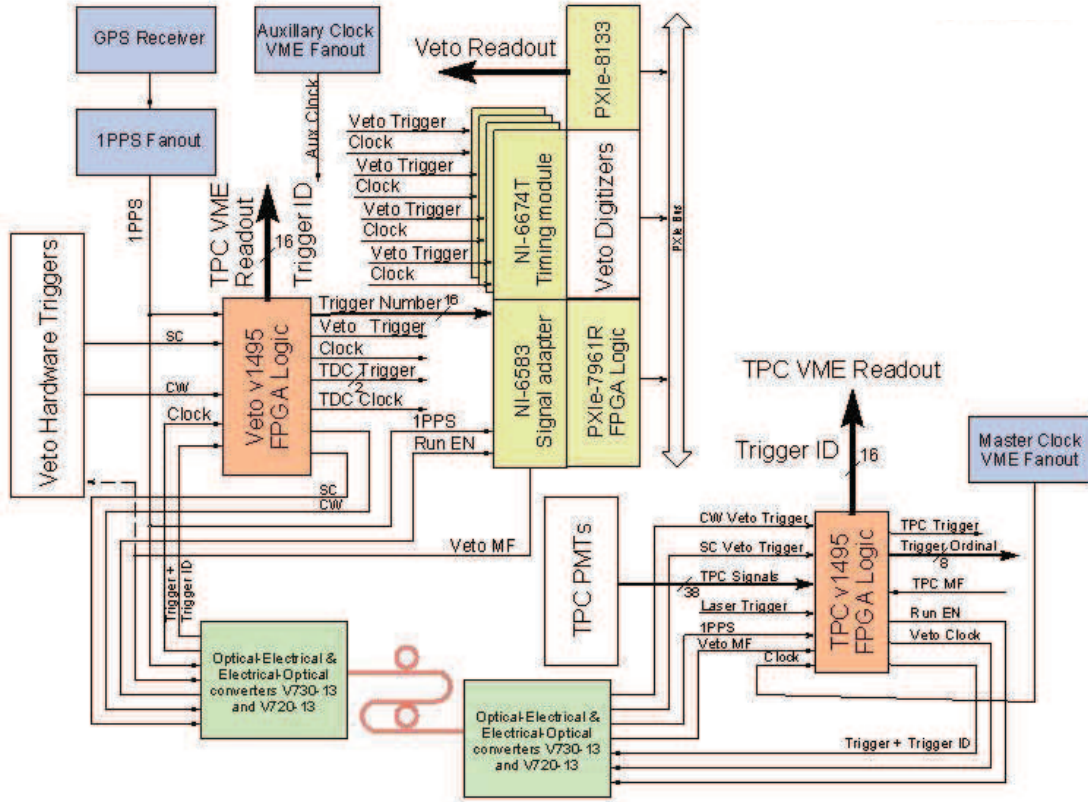 GPS Receiver
Auxillary Clock
VME Fanout
1PPS Fanout
Aux Clock
1PPS
Veto Readout
PXIe-8133
Veto Trigger
Clock
Veto Trigger
Clock
Veto Trigger
Clock
Veto Trigger
Clock
NI-6674T
Timing module
Veto Digitizers
PXIe Bus
TPC VME
Readout
16
Trigger ID
Veto Hardware Triggers
SC
CW
Clock
Veto v1495
FPGA Logic
Trigger Number
16
Veto Trigger
Clock
TDC Trigger
2
TDC Clock
1PPS
Run EN
NI-6583
Signal adapter
PXIe-7961R
FPGA Logic
SC
CW
Veto MF
Trigger +
Trigger ID
TPC VME Readout
Trigger ID
16
Master Clock
VME Fanout
TPC PMTs
CW Veto Trigger
SC Veto Trigger
TPC Signals
38
Laser Trigger
1PPS
Veto MF
Clock
TPC v1495
FPGA Logic
TPC Trigger
Trigger Ordinal
8
TPC MF
Run EN
Veto Clock
Optical-Electrical &
Electrical-Optical
converters V730-13
and V720-13
Optical-Electrical &
Electrical-Optical
converters V730-13
and V720-13
Trigger + Trigger ID